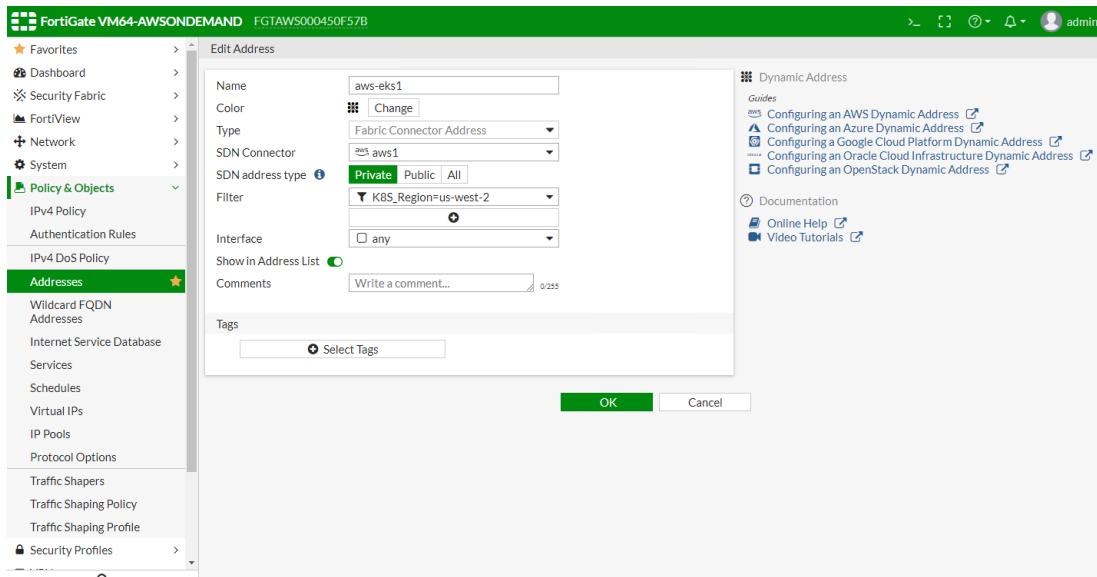 FortiGate VM64-AWSONDEMAND FGTAWS000450F57B
>_ admin
Favorites
Dashboard
Security Fabric
FortiView
Network
System
Policy & Objects
IPv4 Policy
Authentication Rules
IPv4 DoS Policy
Addresses
Wildcard FQDN
Addresses
Internet Service Database
Services
Schedules
Virtual IPs
IP Pools
Protocol Options
Traffic Shapers
Traffic Shaping Policy
Traffic Shaping Profile
Security Profiles
Edit Address
Name aws-eks1
Color Change
Type Fabric Connector Address
SDN Connector aws aws1
SDN address type Private Public All
Filter K8S_Region=us-west-2
Interface any
Show in Address List
Comments Write a comment... 0/255
Tags
Select Tags
OK Cancel
Dynamic Address
Guides
aws Configuring an AWS Dynamic Address
Configuring an Azure Dynamic Address
Configuring a Google Cloud Platform Dynamic Address
Configuring an Oracle Cloud Infrastructure Dynamic Address
Configuring an OpenStack Dynamic Address
Documentation
Online Help
Video Tutorials